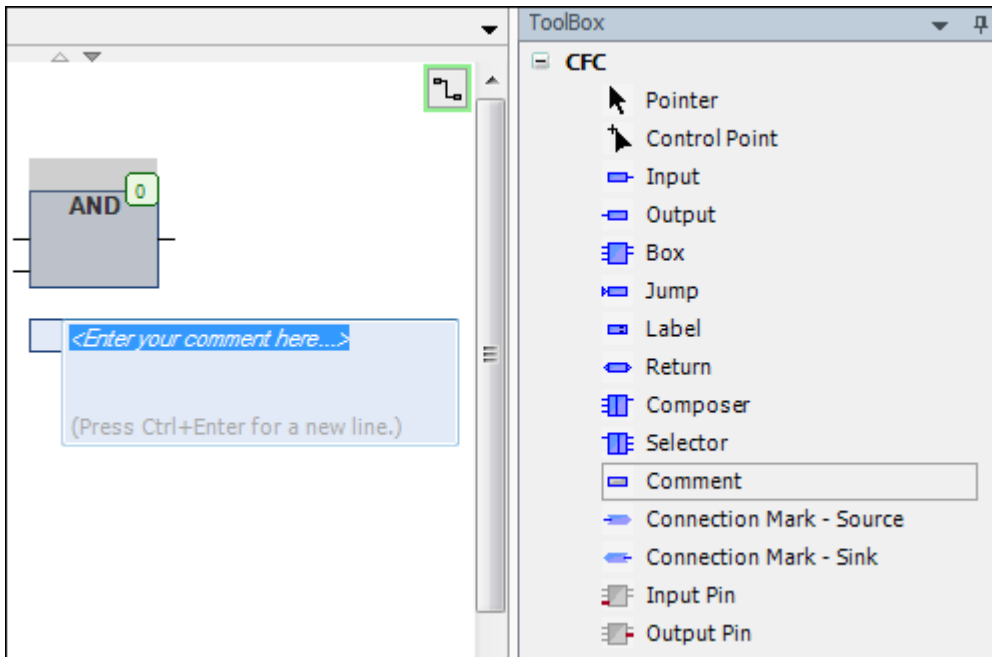 ToolBox
CFC
Pointer
Control Point
Input
Output
Box
Jump
Label
Return
Composer
Selector
Comment
Connection Mark - Source
Connection Mark - Sink
Input Pin
Output Pin
0
AND
<Enter your comment here....>
(Press Ctrl+Enter for a new line.)